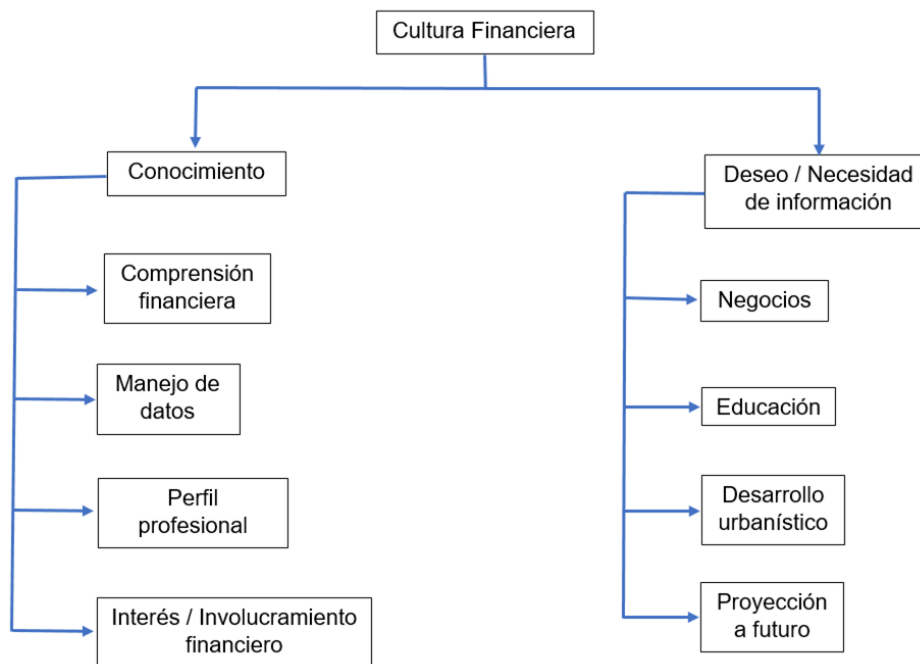 Cultura Financiera
Conocimiento
Comprensión
financiera
Manejo de
datos
Perfil
profesional
Interés / Involucramiento
financiero
Deseo / Necesidad
de información
Negocios
Educación
Desarrollo
urbanístico
Proyección
a futuro